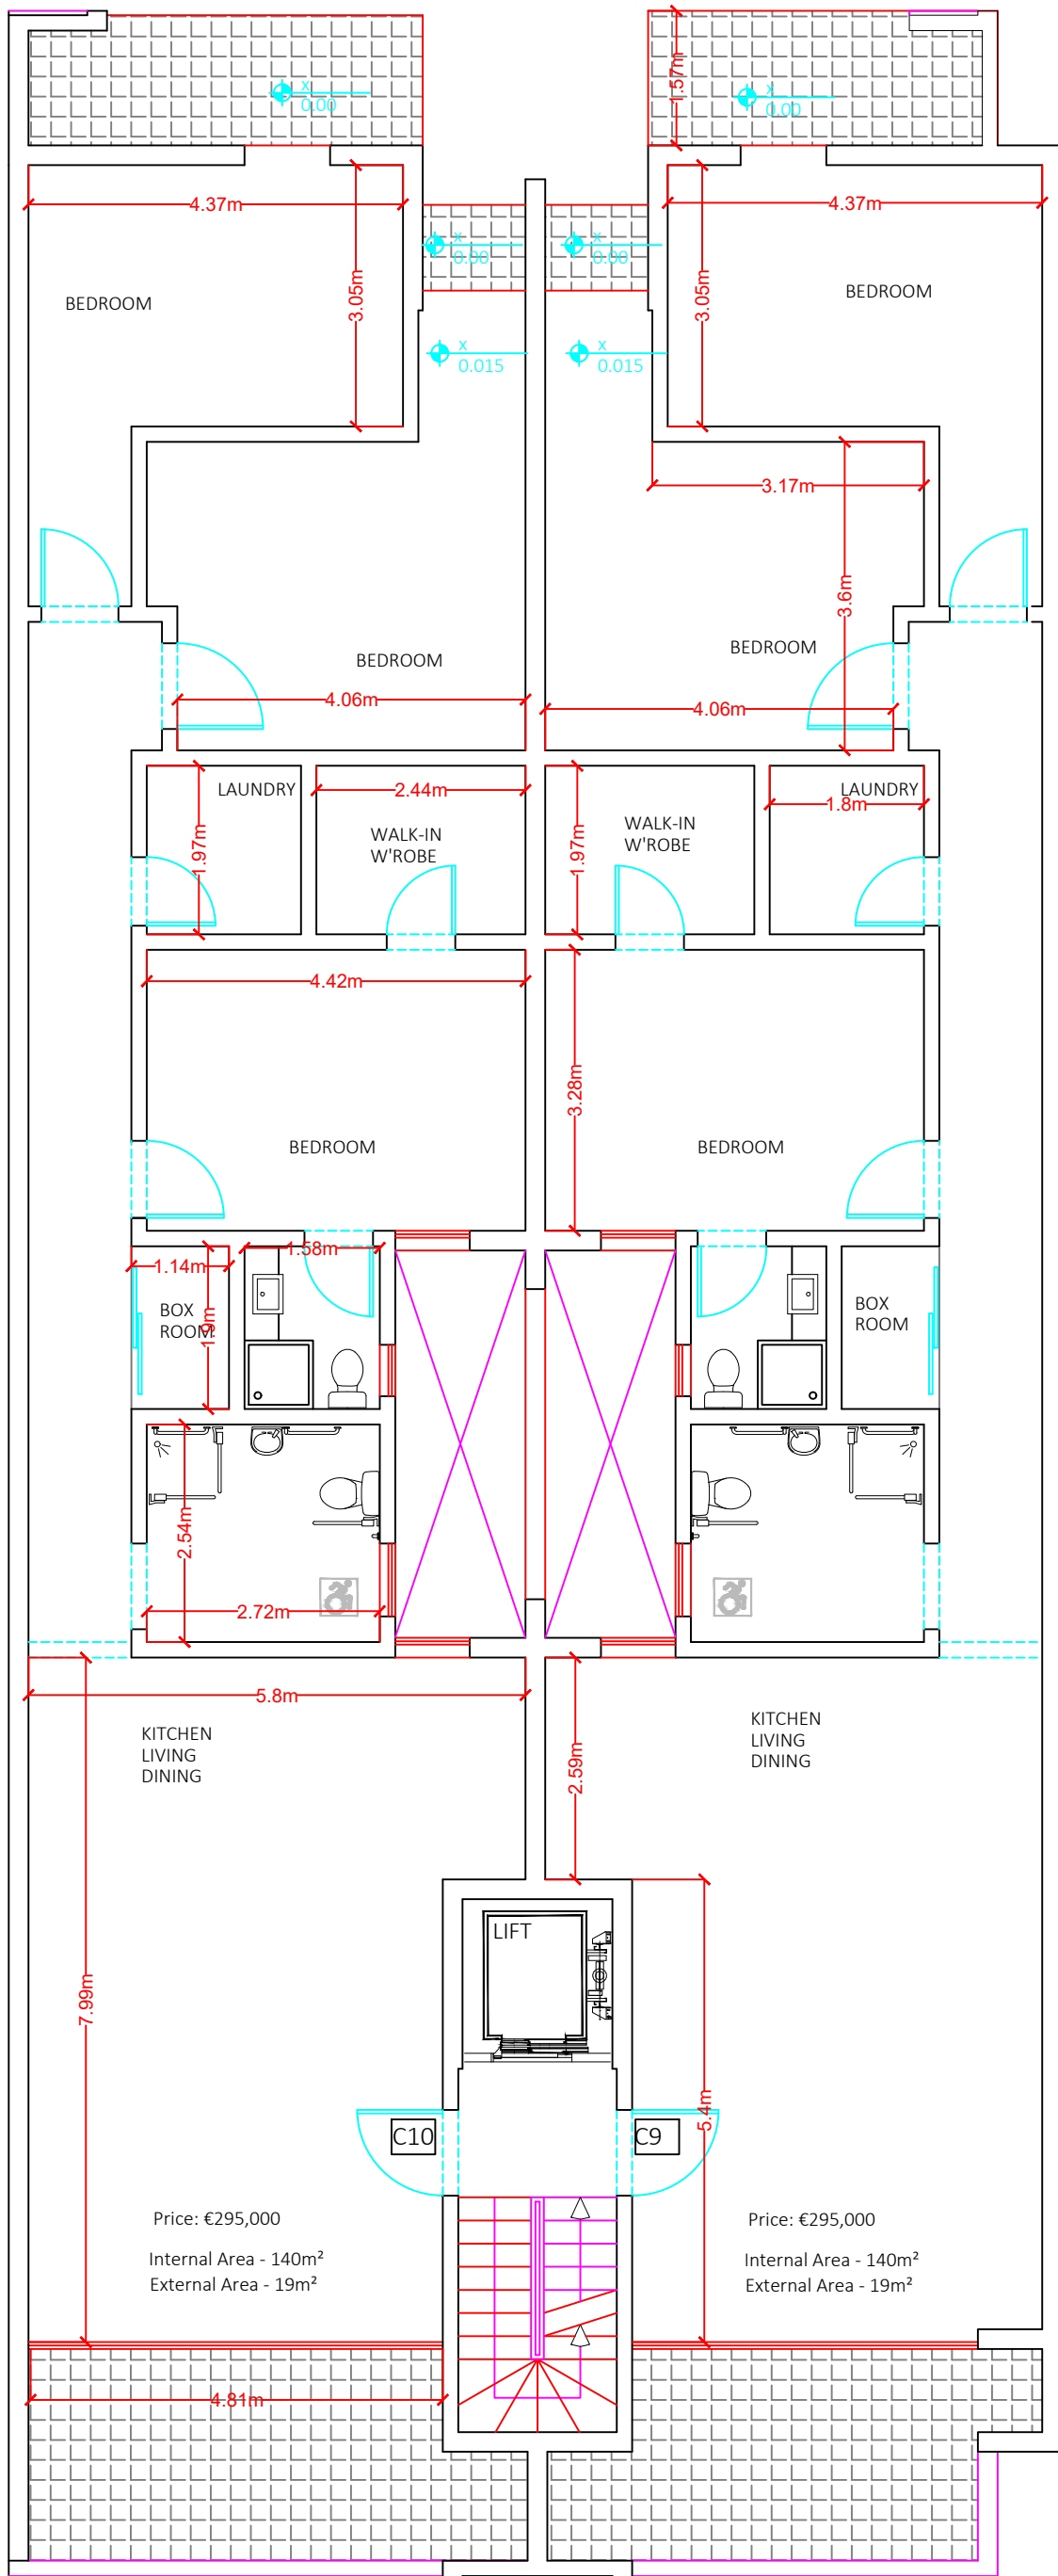 1.57m
x
0.00
x
0.00
4.37m
4.37m
x
0.00
x
0.00
3.05m
3.05m
BEDROOM
BEDROOM
x
0.015
x
0.015
3.17m
3.6m
BEDROOM
BEDROOM
4.06m
4.06m
LAUNDRY
2.44m
LAUNDRY
1.8m
WALK-IN
W'ROBE
WALK-IN
W'ROBE
1.97m
1.97m
4.42m
3.28m
BEDROOM
BEDROOM
1.14m
1.58m
BOX
ROOM
1.9m
BOX
ROOM
2.54m
2.72m
5.8m
KITCHEN
LIVING
DINING
KITCHEN
LIVING
DINING
2.59m
LIFT
7.99m
5.4m
C10
C9
Price: €295,000
Price: €295,000
Internal Area - 140m²
External Area - 19m²
Internal Area - 140m²
External Area - 19m²
4.81m